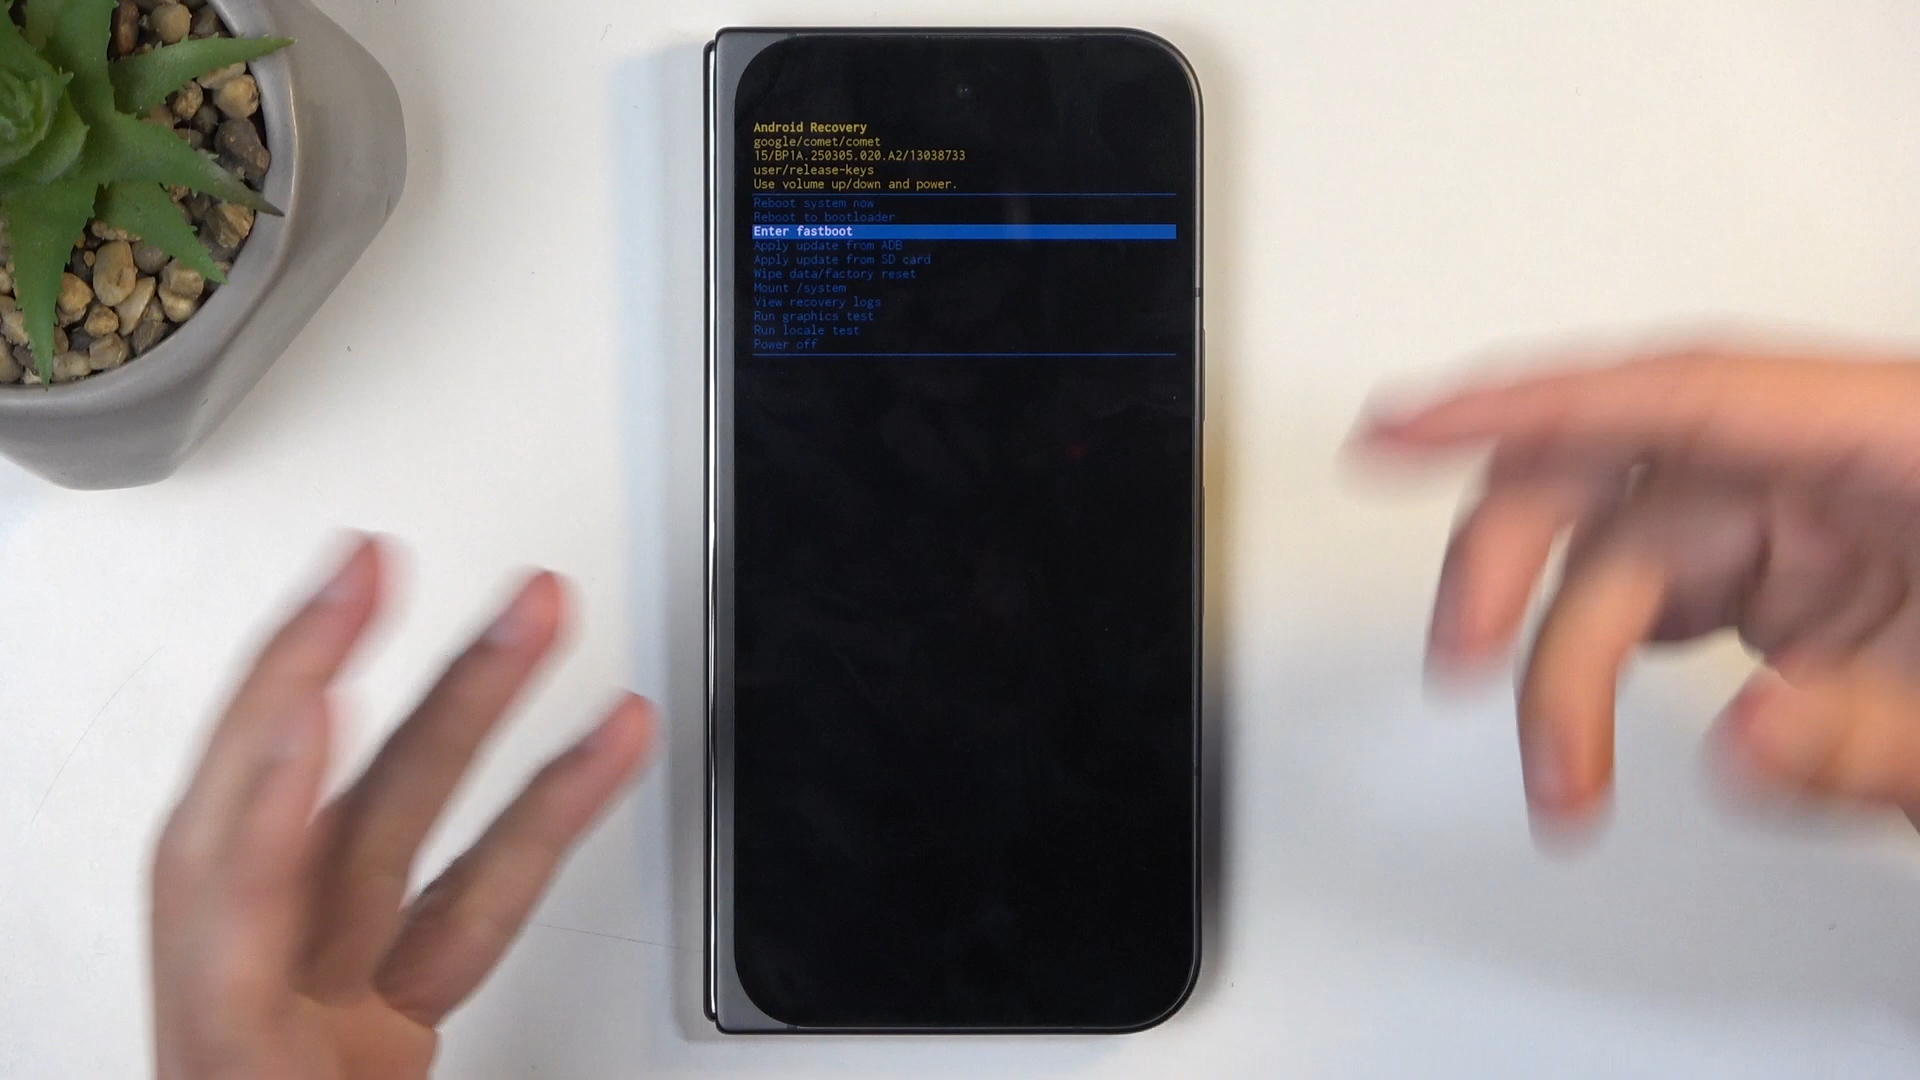 Android Recovery
google/comet/comet
15/BP1A.250305.020.A2/13038733
user/release-keys
Use volume up/down and power.
Reboot system now
Reboot to bootloader
Enter fastboot
Apply update from ADB
Apply update from SD card
Wipe data/factory reset
Mount /system
View recovery logs
Run graphics test
Run locale test
Power off